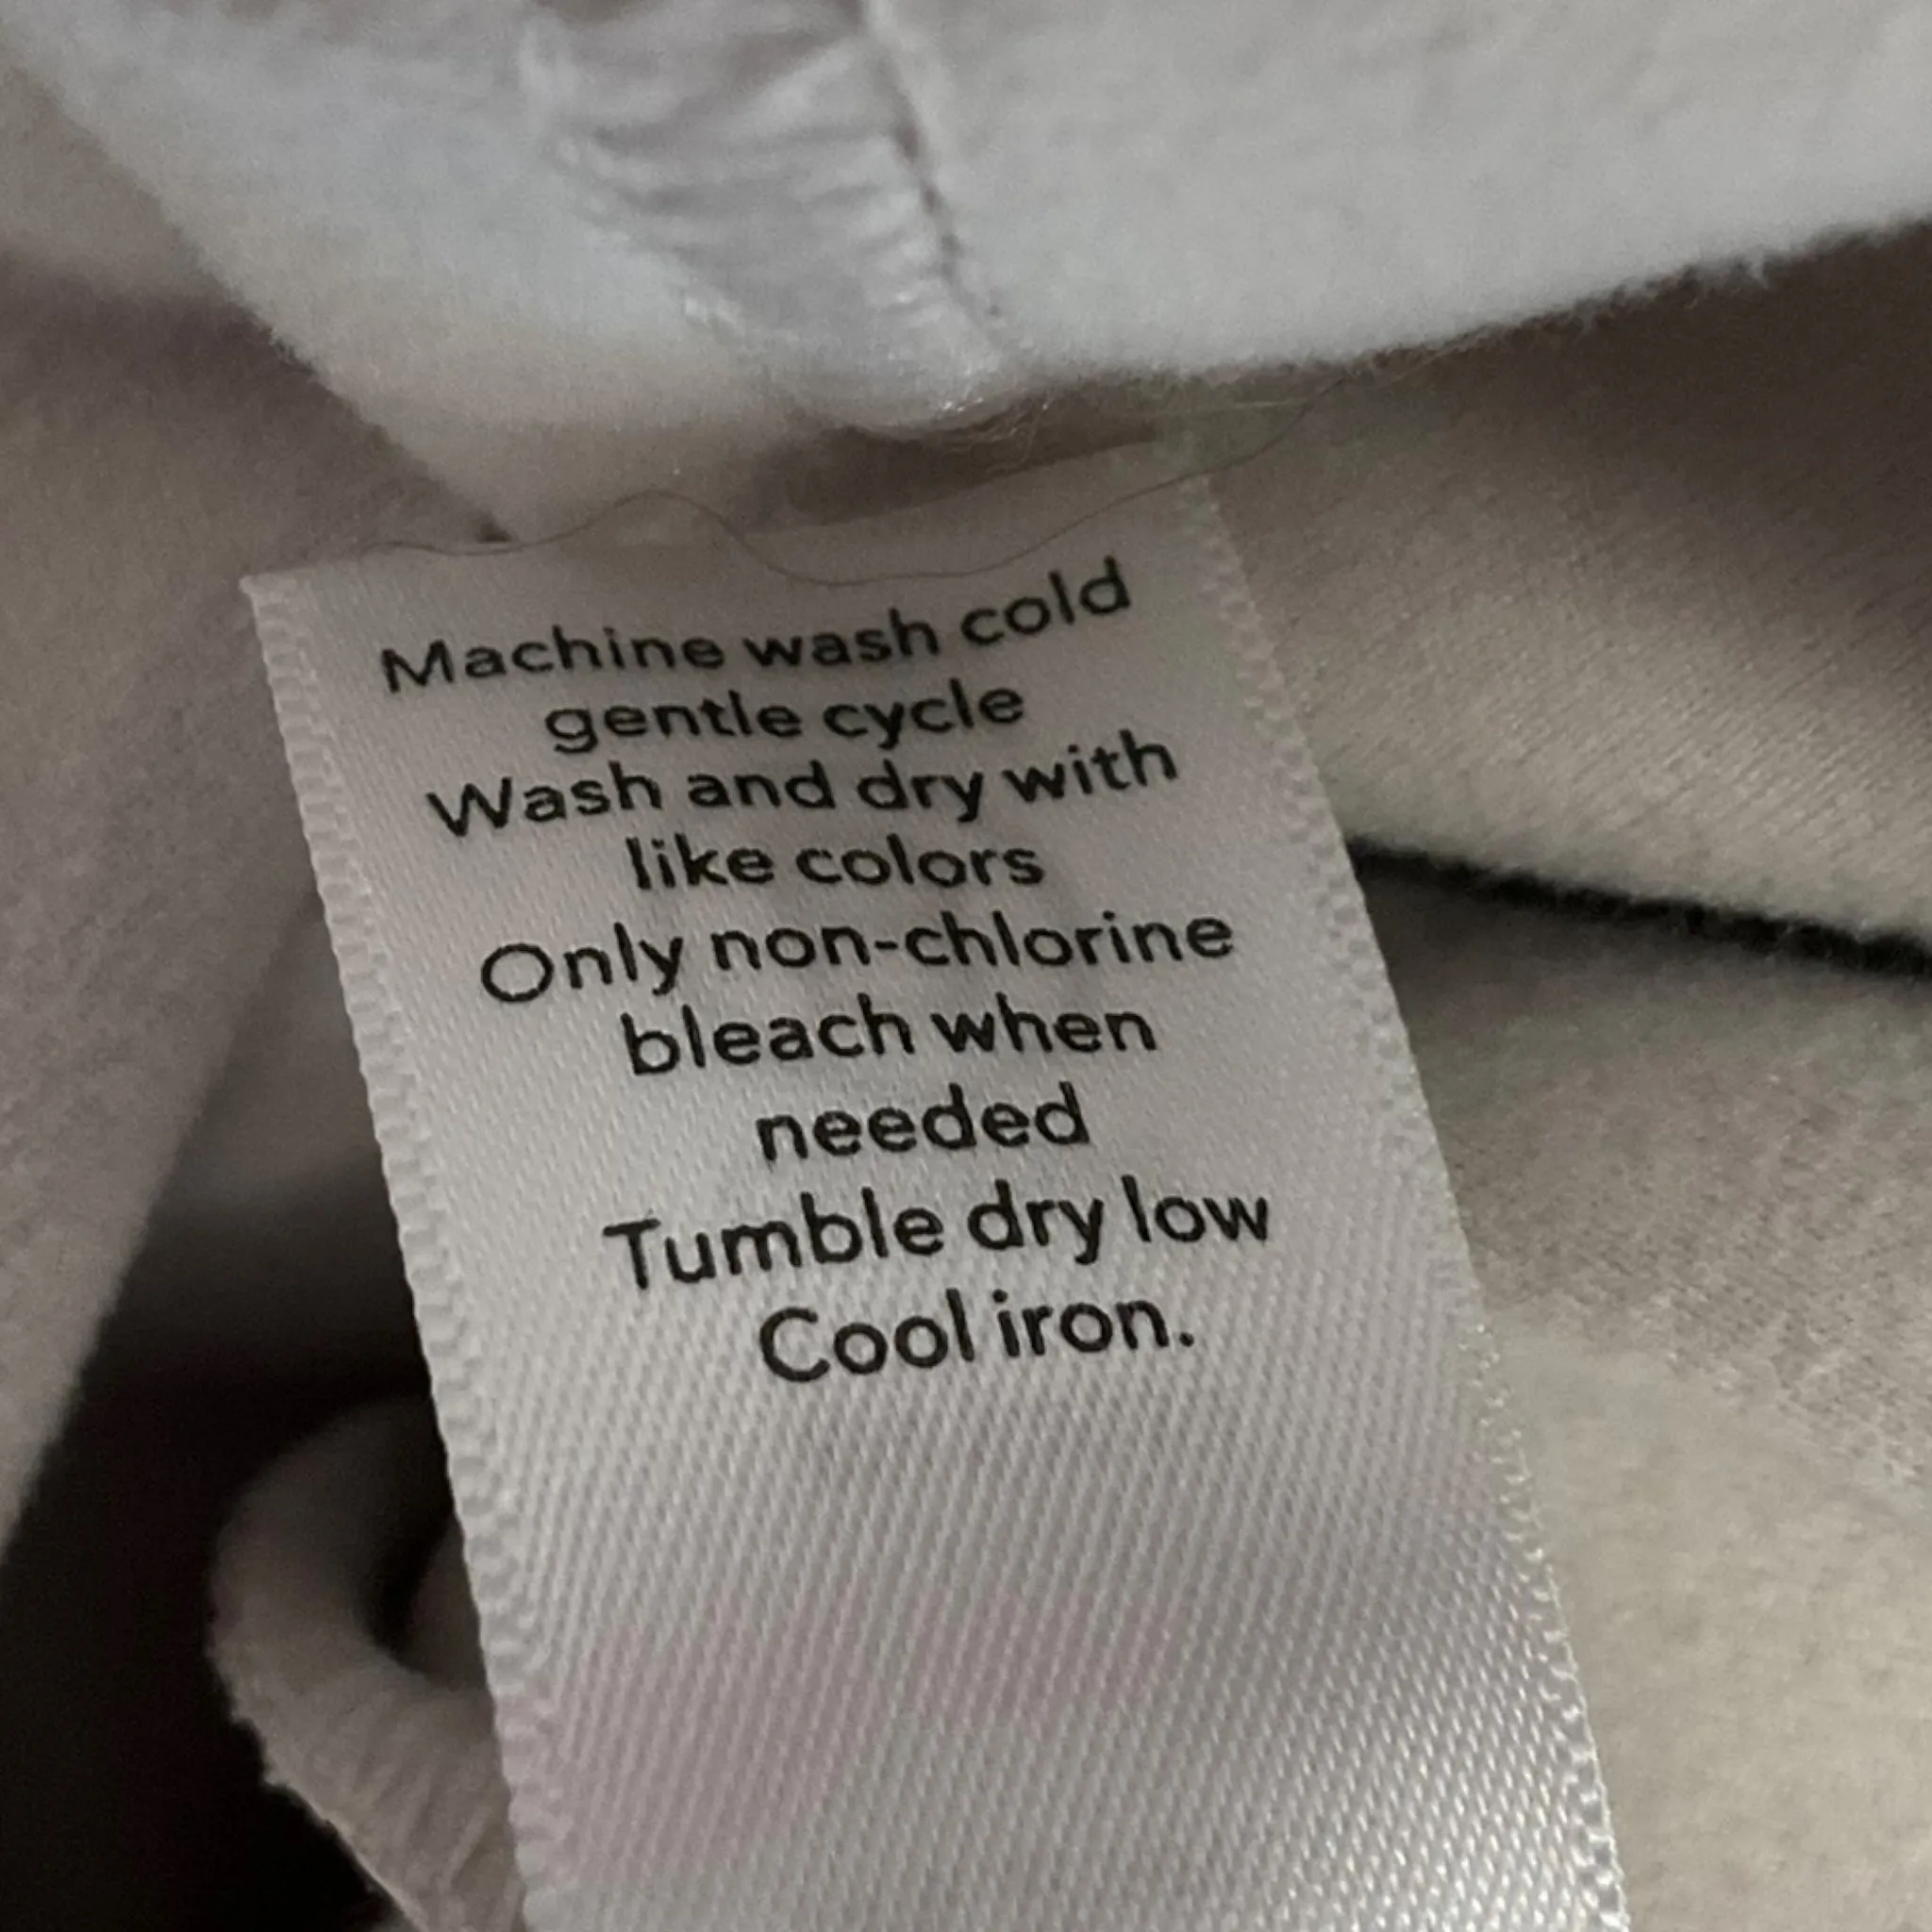 Machine wash cold
gentle cycle
Wash and dry with
like colors
Only non-chlorine
bleach when
needed
Tumble dry low
Cool iron.